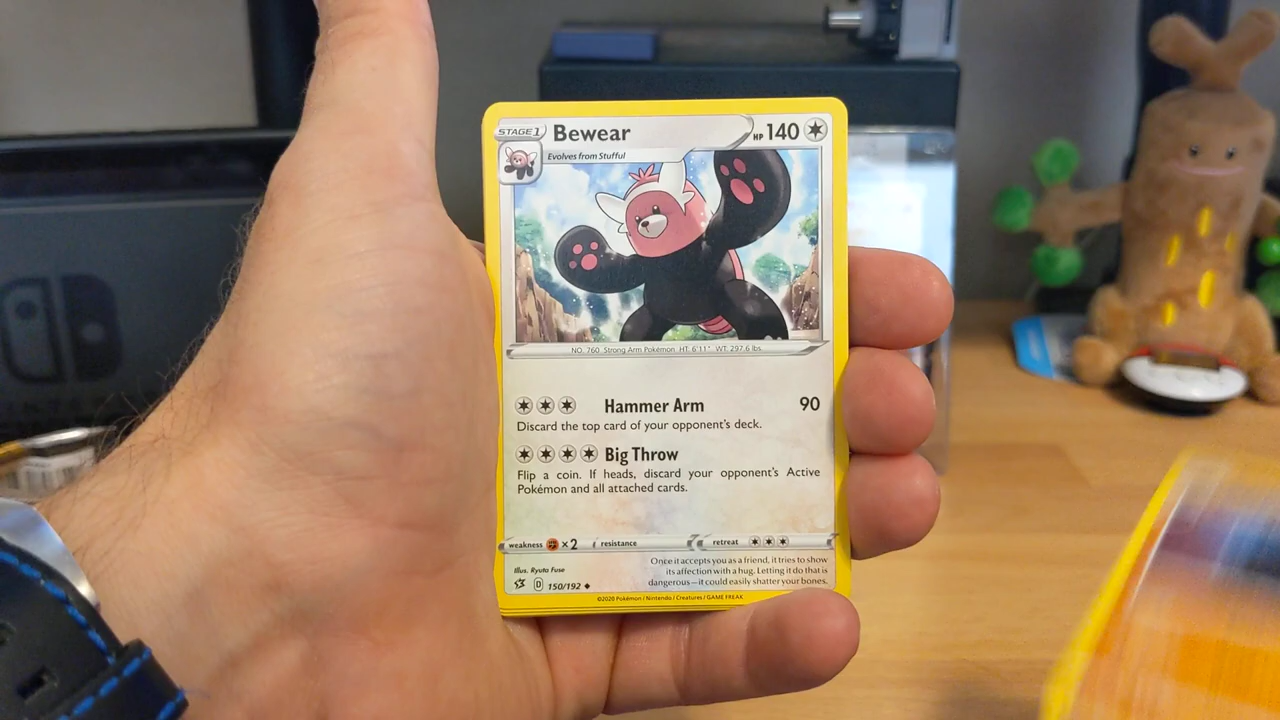 STAGE 1 Bewear HP 140
Evolves from Stufful
NO. 760 Strong Arm Pokémon HT: 6'11" WT: 297.6 lbs.
Hammer Arm 90
Discard the top card of your opponent's deck.
Big Throw
Flip a coin. If heads, discard your opponent's Active
Pokémon and all attached cards.
weakness ×2 resistance retreat
Illus. Ryuta Fuse
D 150/192
Once it accepts you as a friend, it tries to show
its affection with a hug. Letting it do that is
dangerous—it could easily shatter your bones.
©2020 Pokémon / Nintendo / Creatures / GAME FREAK